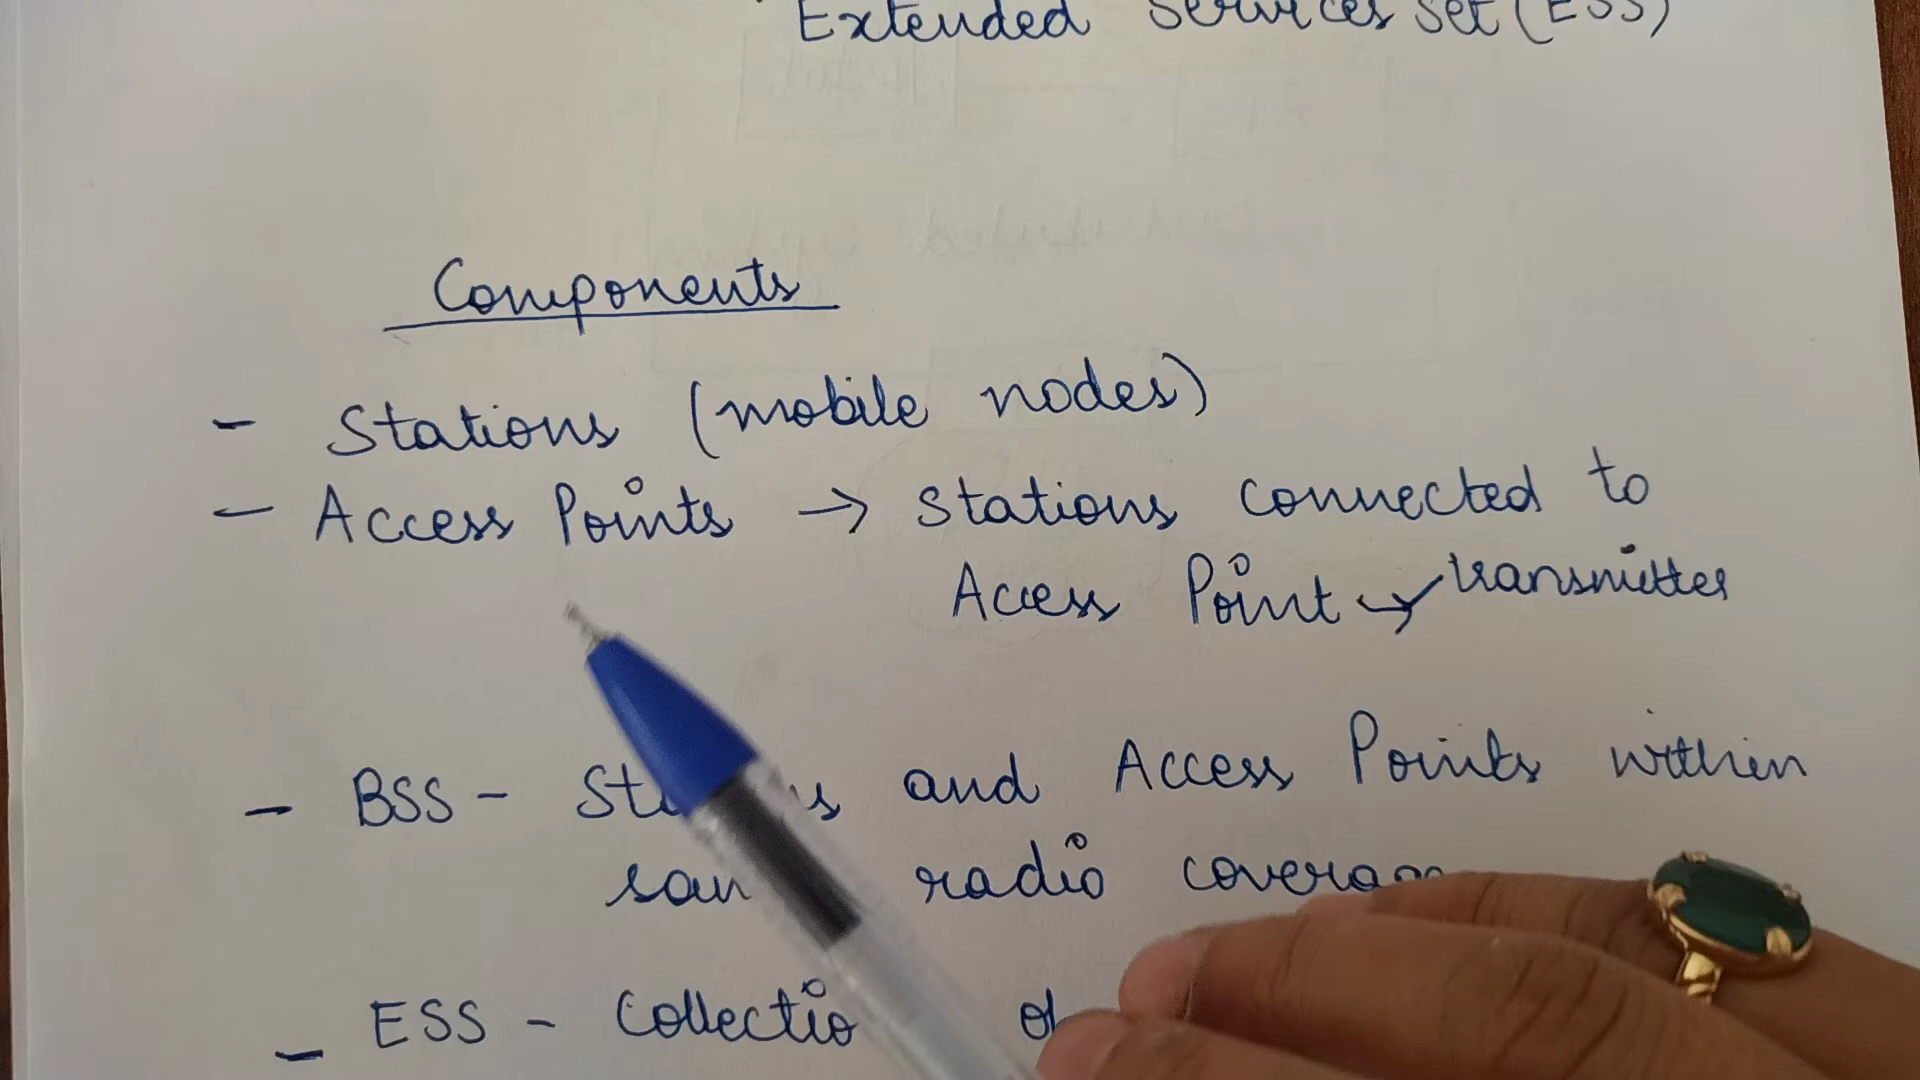 Extended Services Set (ESS)
Components
- Stations (mobile nodes)
- Access Points → Stations connected to
Access Point → transmitter
- BSS - and Access Points within
radio
- ESS - of